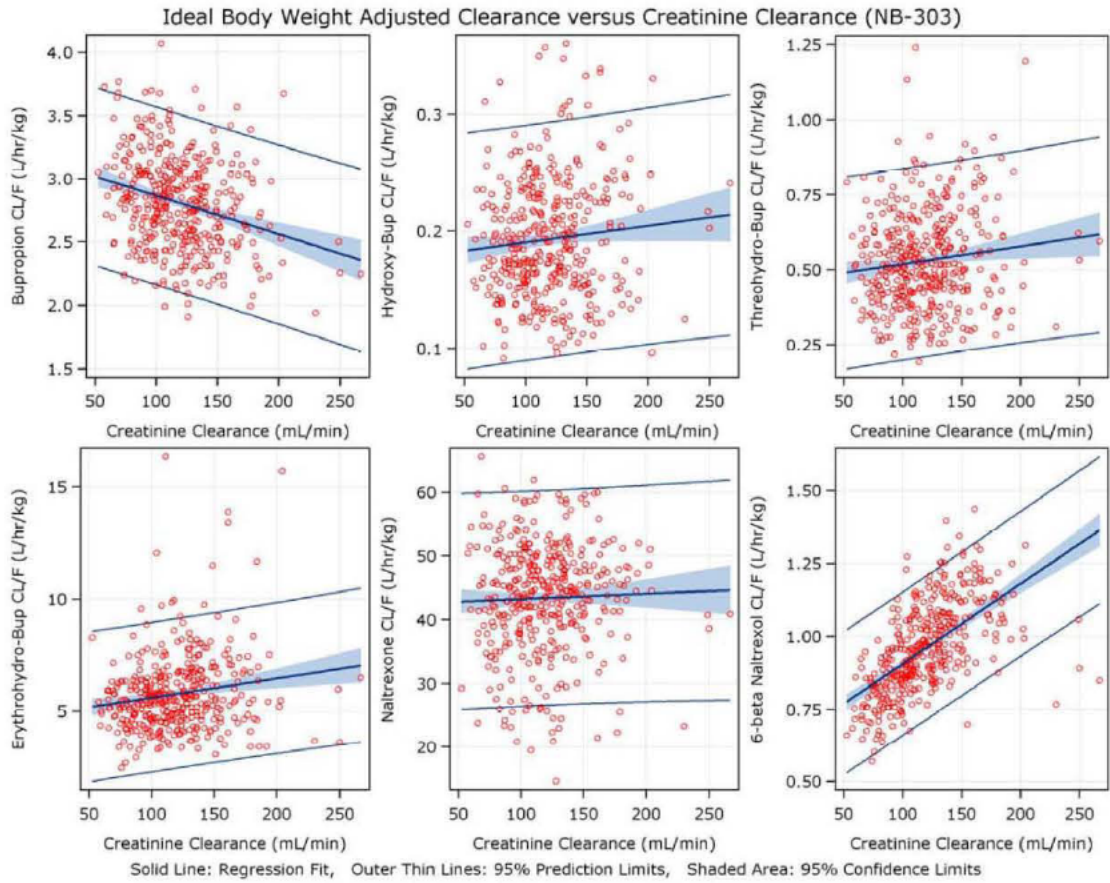 Ideal Body Weight Adjusted Clearance versus Creatinine Clearance (NB-303)
Bupropion CL/F (L/hr/kg)
4.0
3.5
3.0
2.5
2.0
1.5
50 100 150 200 250
Creatinine Clearance (mL/min)
Hydroxy-Bup CL/F (L/hr/kg)
0.3
0.2
0.1
50 100 150 200 250
Creatinine Clearance (mL/min)
Threohydro-Bup CL/F (L/hr/kg)
1.25
1.00
0.75
0.50
0.25
50 100 150 200 250
Creatinine Clearance (mL/min)
Erythrohydro-Bup CL/F (L/hr/kg)
15
10
5
50 100 150 200 250
Creatinine Clearance (mL/min)
Naltrexone CL/F (L/hr/kg)
60
50
40
30
20
50 100 150 200 250
Creatinine Clearance (mL/min)
6-beta Naltrexol CL/F (L/hr/kg)
1.50
1.25
1.00
0.75
0.50
50 100 150 200 250
Creatinine Clearance (mL/min)
Solid Line: Regression Fit, Outer Thin Lines: 95% Prediction Limits, Shaded Area: 95% Confidence Limits